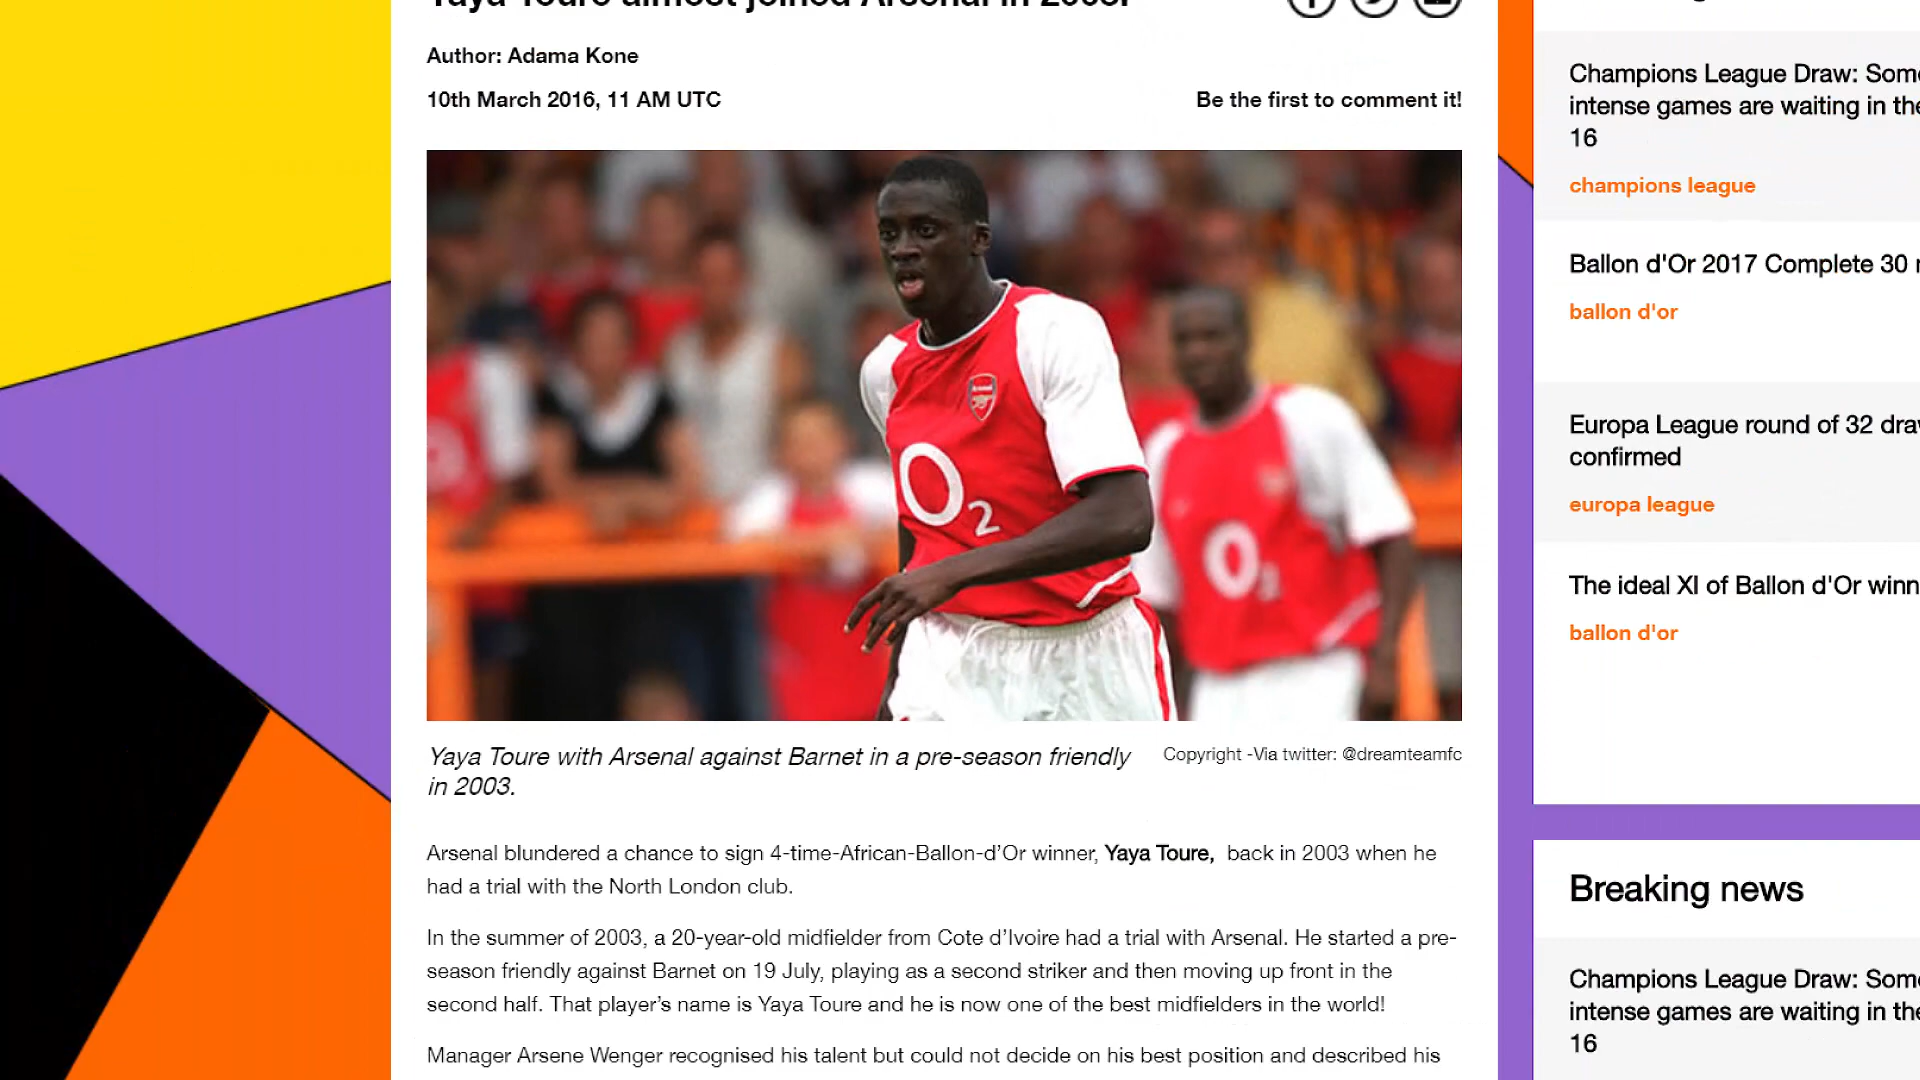 Yaya Toure almost joined Arsenal in 2003!
Author: Adama Kone
10th March 2016, 11 AM UTC
Be the first to comment it!
O2
O2
Yaya Toure with Arsenal against Barnet in a pre-season friendly
in 2003.
Copyright -Via twitter: @dreamteamfc
Arsenal blundered a chance to sign 4-time-African-Ballon-d’Or winner, Yaya Toure, back in 2003 when he
had a trial with the North London club.
In the summer of 2003, a 20-year-old midfielder from Cote d’Ivoire had a trial with Arsenal. He started a pre-
season friendly against Barnet on 19 July, playing as a second striker and then moving up front in the
second half. That player’s name is Yaya Toure and he is now one of the best midfielders in the world!
Manager Arsene Wenger recognised his talent but could not decide on his best position and described his
Champions League Draw: Some
intense games are waiting in the
16
champions league
Ballon d'Or 2017 Complete 30
ballon d'or
Europa League round of 32
confirmed
europa league
The ideal XI of Ballon d'Or
ballon d'or
Breaking news
Champions League Draw: Some
intense games are waiting in the
16